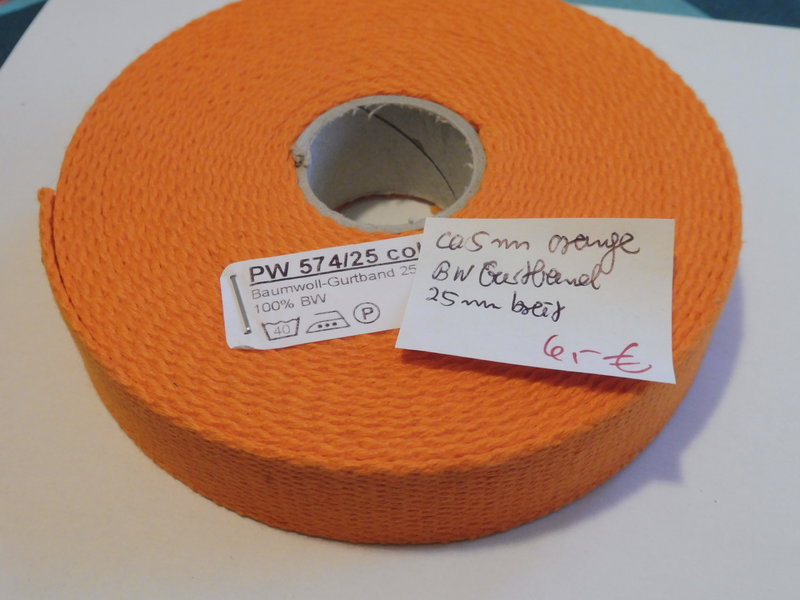 PW 574/25 col
Baumwoll-Gurtband 25
100% BW
40
P
ca 5 m orange
BW Gurtband
25 mm breit
6,- €